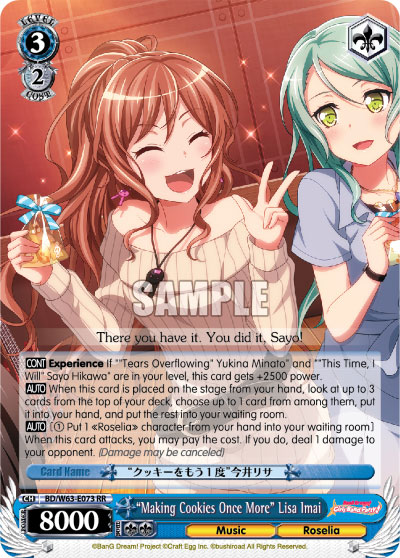 LEVEL
3
2
COST
SAMPLE
There you have it. You did it, Sayo!
CONT Experience If ""Tears Overflowing" Yukina Minato" and ""This Time, I
Will" Sayo Hikawa" are in your level, this card gets +2500 power.
AUTO When this card is placed on the stage from your hand, look at up to 3
cards from the top of your deck, choose up to 1 card from among them, put
it into your hand, and put the rest into your waiting room.
AUTO [① Put 1 «Roselia» character from your hand into your waiting room]
When this card attacks, you may pay the cost. If you do, deal 1 damage to
your opponent. (Damage may be canceled)
Card Name
“クッキーをもう1度”今井リサ
CH BD/W63-E073 RR
8000
“Making Cookies Once More” Lisa Imai
Music
Roselia
©BanG Dream! Project ©Craft Egg Inc. ©bushiroad All Rights Reserved.